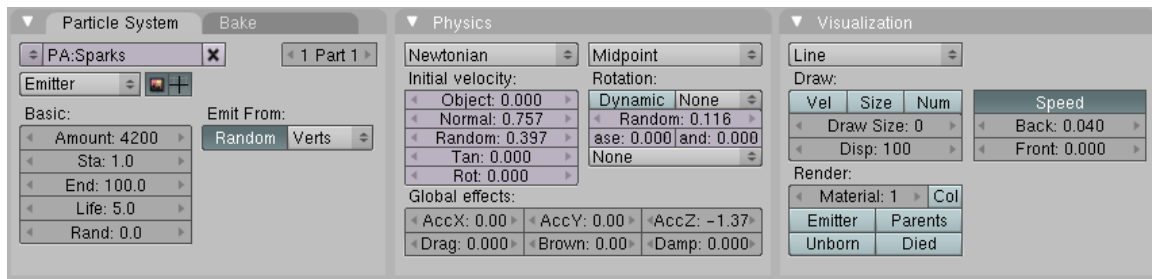 Particle System
Bake
PA:Sparks
1 Part 1
Emitter
Basic:
Emit From:
Amount: 4200
Random
Verts
Sta: 1.0
End: 100.0
Life: 5.0
Rand: 0.0
Physics
Newtonian
Midpoint
Initial velocity:
Rotation:
Object: 0.000
Dynamic
None
Normal: 0.757
Random: 0.116
Random: 0.397
ase: 0.000
and: 0.000
Tan: 0.000
None
Rot: 0.000
Global effects:
AccX: 0.00
AccY: 0.00
AccZ: -1.37
Drag: 0.000
Brown: 0.00
Damp: 0.000
Visualization
Line
Draw:
Vel
Size
Num
Speed
Draw Size: 0
Back: 0.040
Disp: 100
Front: 0.000
Render:
Material: 1
Col
Emitter
Parents
Unborn
Died